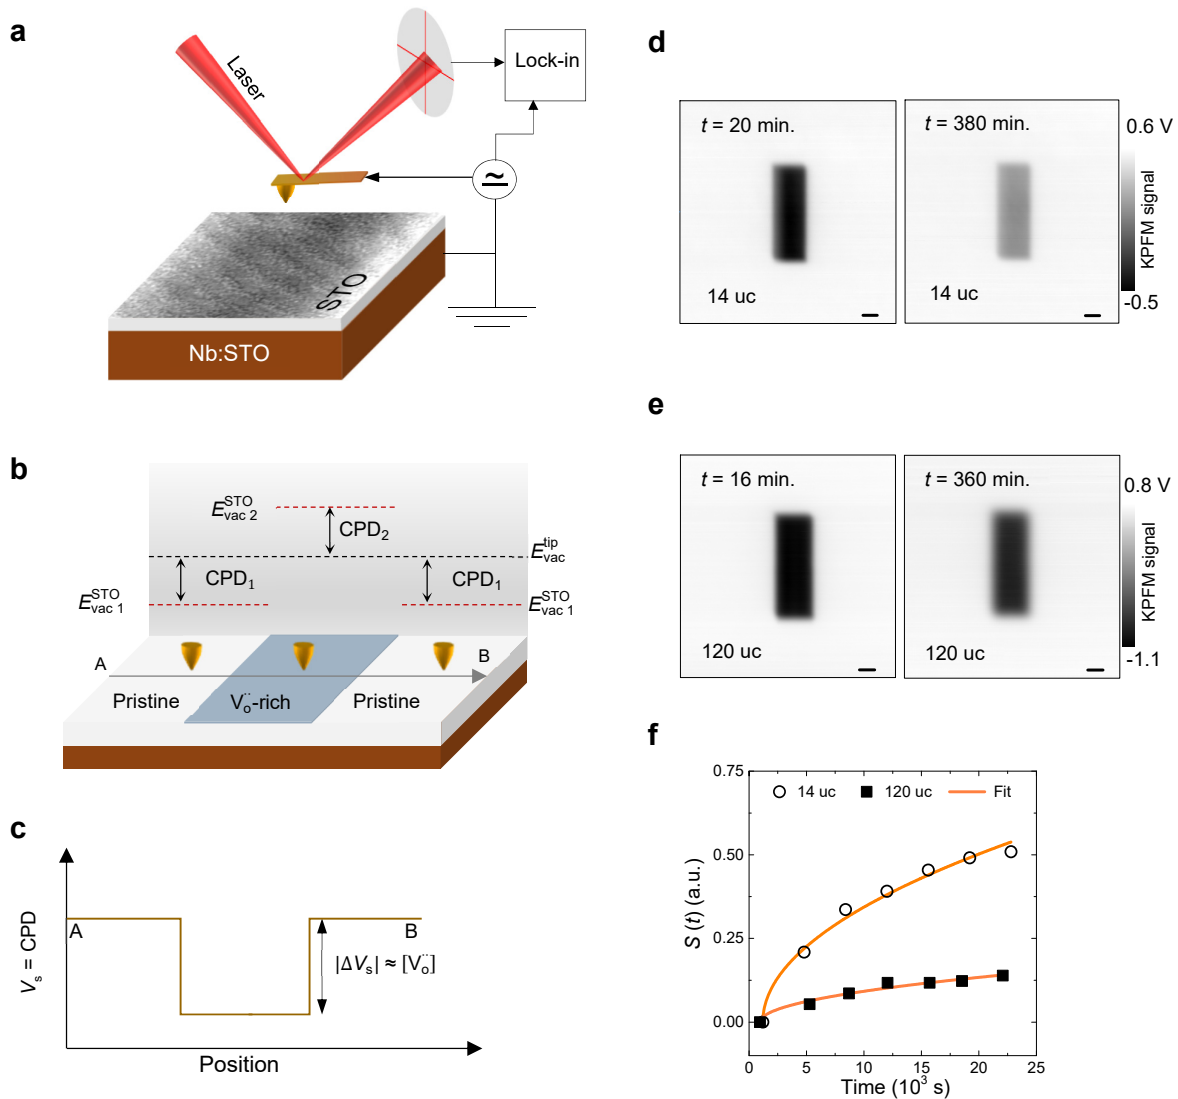 a
Laser
Lock-in
STO
Nb:STO
b
E^STO_vac 2
CPD₂
E^tip_vac
CPD₁
CPD₁
E^STO_vac 1
E^STO_vac 1
A
B
Pristine
V_o^¨-rich
Pristine
c
V_s = CPD
A
B
|ΔV_s| ≈ [V_o^¨]
Position
d
t = 20 min.
14 uc
t = 380 min.
14 uc
0.6 V
KPFM signal
-0.5
e
t = 16 min.
120 uc
t = 360 min.
120 uc
0.8 V
KPFM signal
-1.1
f
14 uc 120 uc Fit
S (t) (a.u.)
0.75
0.50
0.25
0.00
0 5 10 15 20 25
Time (10³ s)